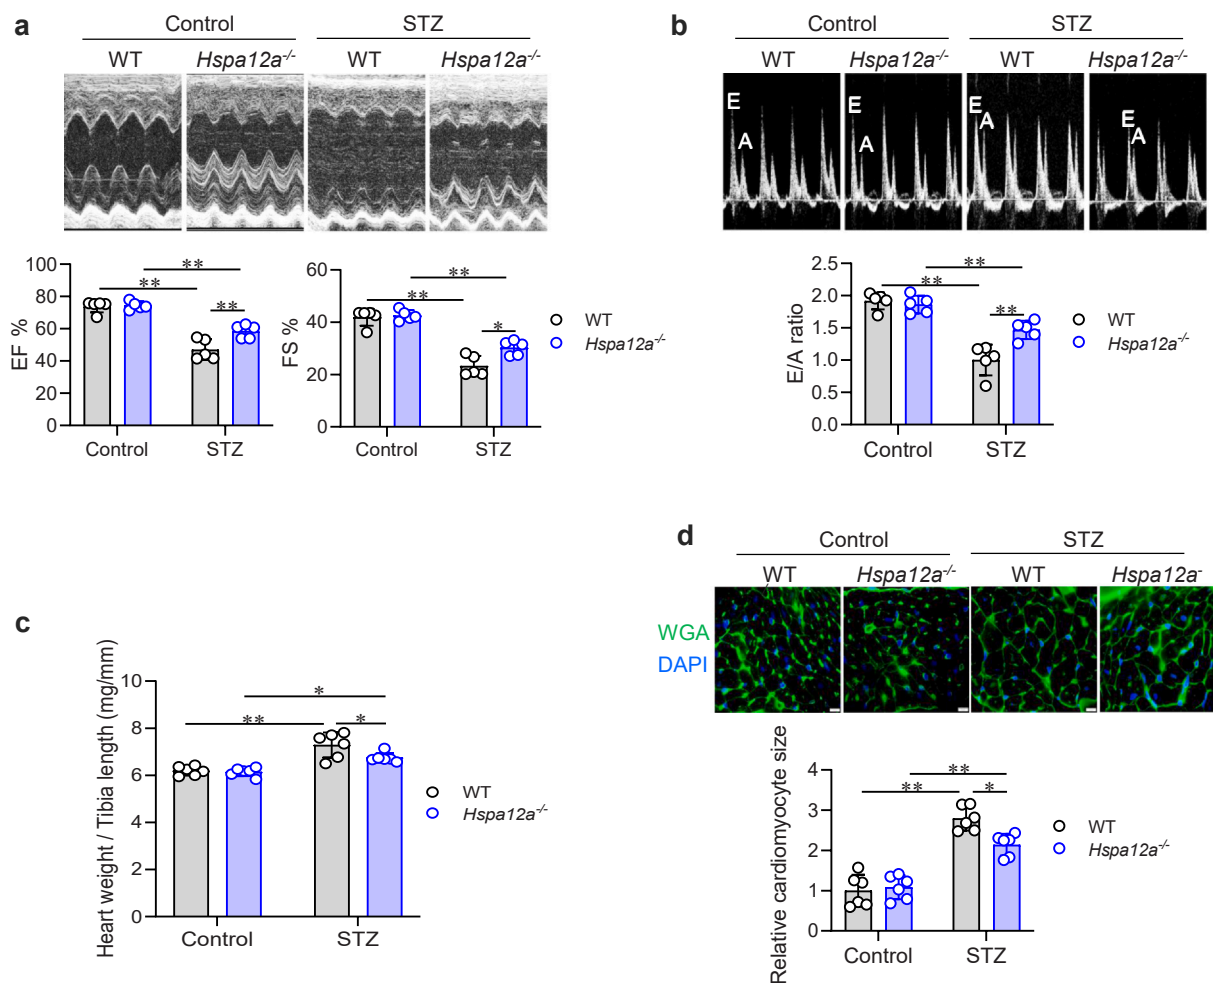 a
Control
STZ
WT
Hspa12a-/-
WT
Hspa12a-/-
EF %
100
80
60
40
20
0
**
**
**
Control
STZ
FS %
60
40
20
0
**
**
*
Control
STZ
WT
Hspa12a-/-
b
Control
STZ
WT
Hspa12a-/-
WT
Hspa12a-/-
E
A
E
A
E
A
E
A
E/A ratio
2.5
2.0
1.5
1.0
0.5
0.0
**
**
**
Control
STZ
WT
Hspa12a-/-
c
Heart weight / Tibia length (mg/mm)
10
8
6
4
2
0
*
**
*
Control
STZ
WT
Hspa12a-/-
d
Control
STZ
WT
Hspa12a-/-
WT
Hspa12a-
WGA
DAPI
Relative cardiomyocyte size
4
3
2
1
0
**
**
*
Control
STZ
WT
Hspa12a-/-